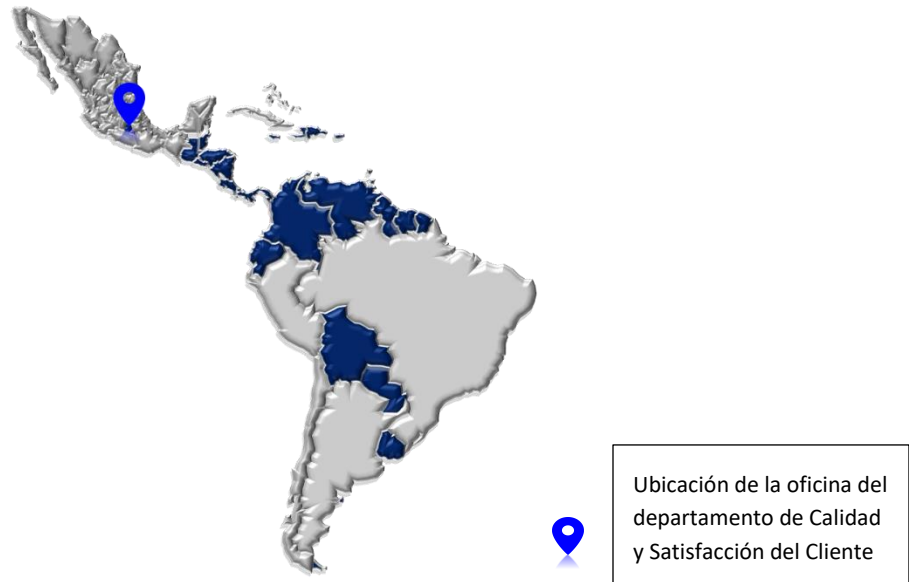 Ubicación de la oficina del
departamento de Calidad
y Satisfacción del Cliente